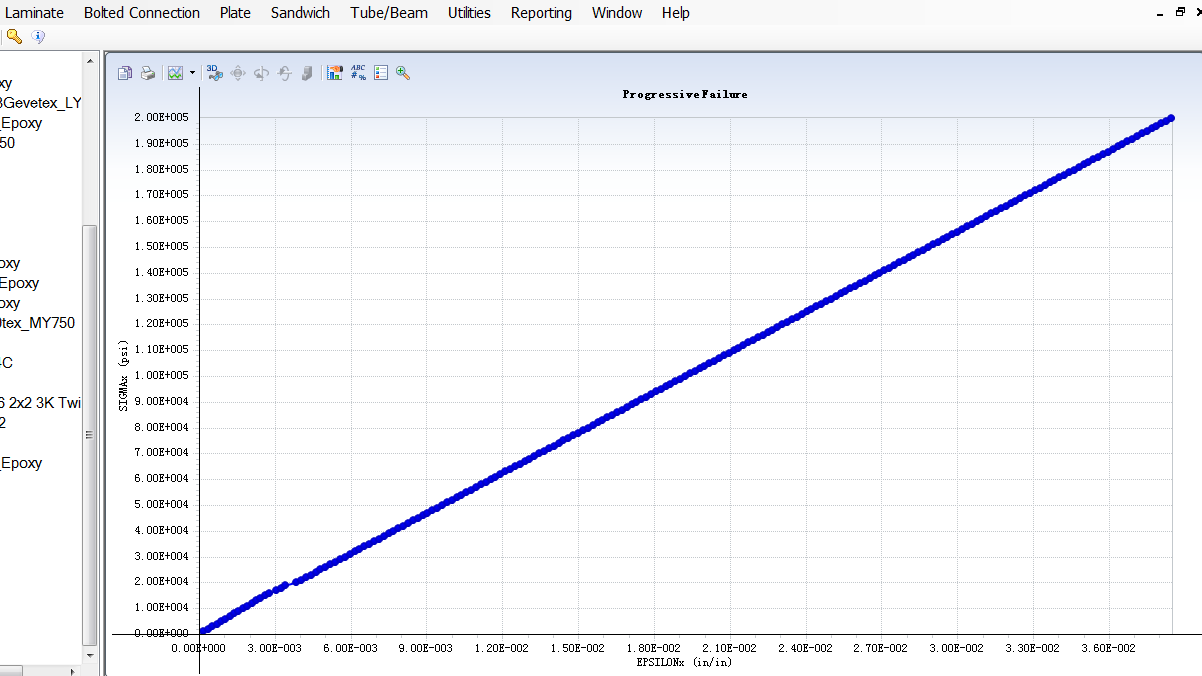 Laminate Bolted Connection Plate Sandwich Tube/Beam Utilities Reporting Window Help
3D
ABC
#%
xy
3Gevetex_LY
_Epoxy
50
oxy
Epoxy
oxy
tex_MY750
C
6 2x2 3K Twi
2
_Epoxy
ProgressiveFailure
2.00E+005
1.90E+005
1.80E+005
1.70E+005
1.60E+005
1.50E+005
1.40E+005
1.30E+005
1.20E+005
1.10E+005
1.00E+005
9.00E+004
8.00E+004
7.00E+004
6.00E+004
5.00E+004
4.00E+004
3.00E+004
2.00E+004
1.00E+004
0.00E+000
SIGMAx (psi)
0.00E+000 3.00E-003 6.00E-003 9.00E-003 1.20E-002 1.50E-002 1.80E-002 2.10E-002 2.40E-002 2.70E-002 3.00E-002 3.30E-002 3.60E-002
EPSILONx (in/in)